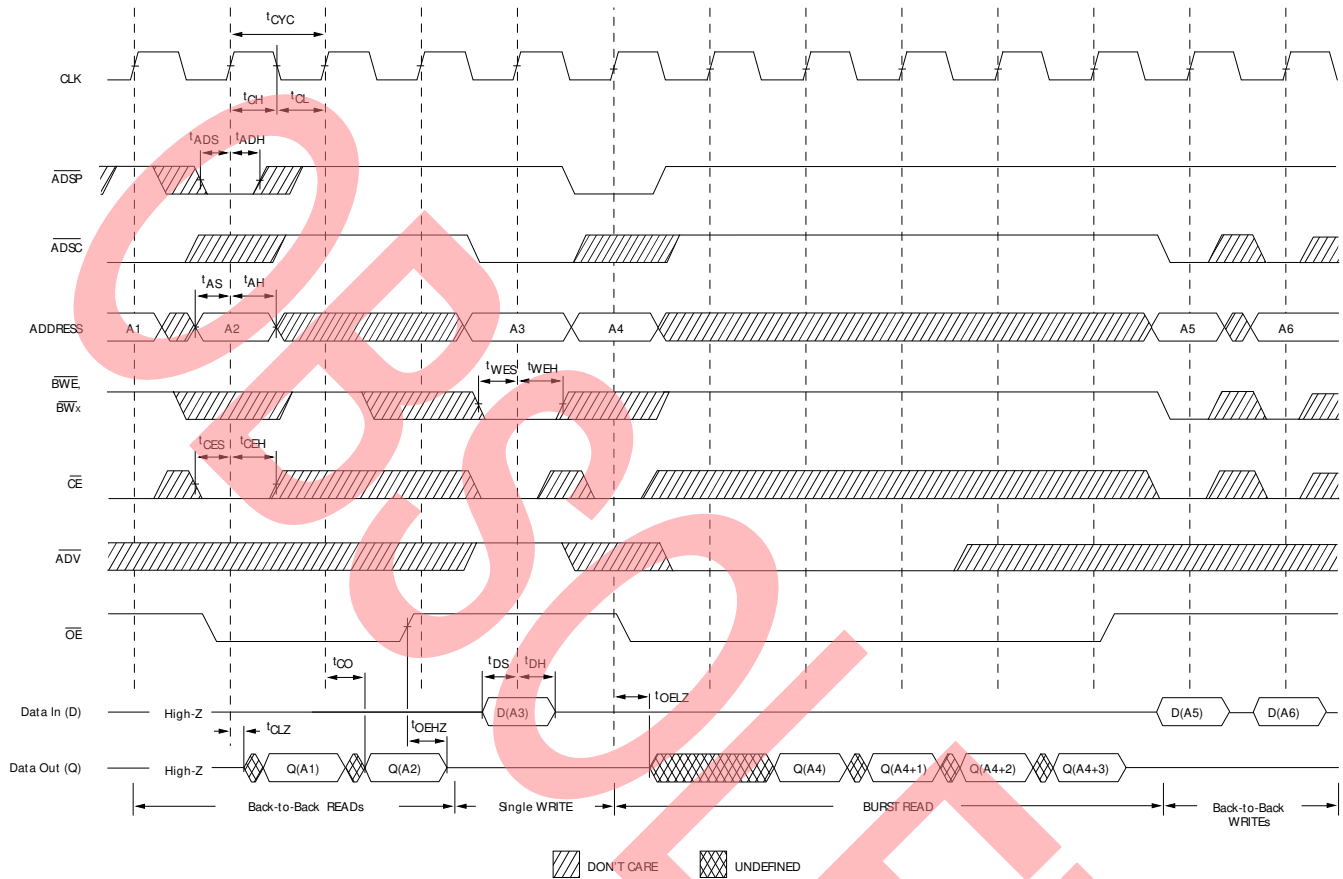 tCYC
CLK
tCH tCL
tADS tADH
ADSP
ADSC
tAS tAH
ADDRESS A1 A2 A3 A4 A5 A6
BWE,
tWES tWEH
BWx
tCES tCEH
CE
ADV
OE
tCO tDS tDH
tOELZ
Data In (D) High-Z D(A3) D(A5) D(A6)
tCLZ tOEHZ
Data Out (Q) High-Z Q(A1) Q(A2) Q(A4) Q(A4+1) Q(A4+2) Q(A4+3)
Back-to-Back READs Single WRITE BURST READ Back-to-Back
WRITEs
DON'T CARE UNDEFINED
OBSOLE